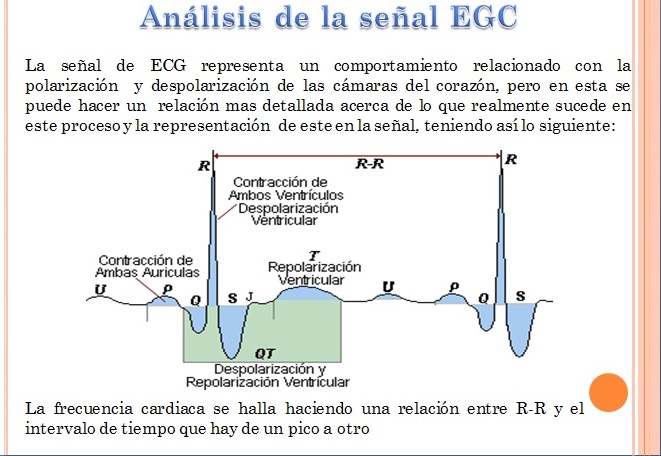 Análisis de la señal EGC
La señal de ECG representa un comportamiento relacionado con la
polarización y despolarización de las cámaras del corazón, pero en esta se
puede hacer un relación mas detallada acerca de lo que realmente sucede en
este proceso y la representación de este en la señal, teniendo así lo siguiente:
R
R-R
R
Contracción de
Ambos Ventrículos
Despolarización
Ventricular
Contracción de
Ambas Auriculas
T
Repolarización
Ventricular
U
P
Q
S
J
U
P
Q
S
QT
Despolarización y
Repolarización Ventrícular
La frecuencia cardiaca se halla haciendo una relación entre R-R y el
intervalo de tiempo que hay de un pico a otro